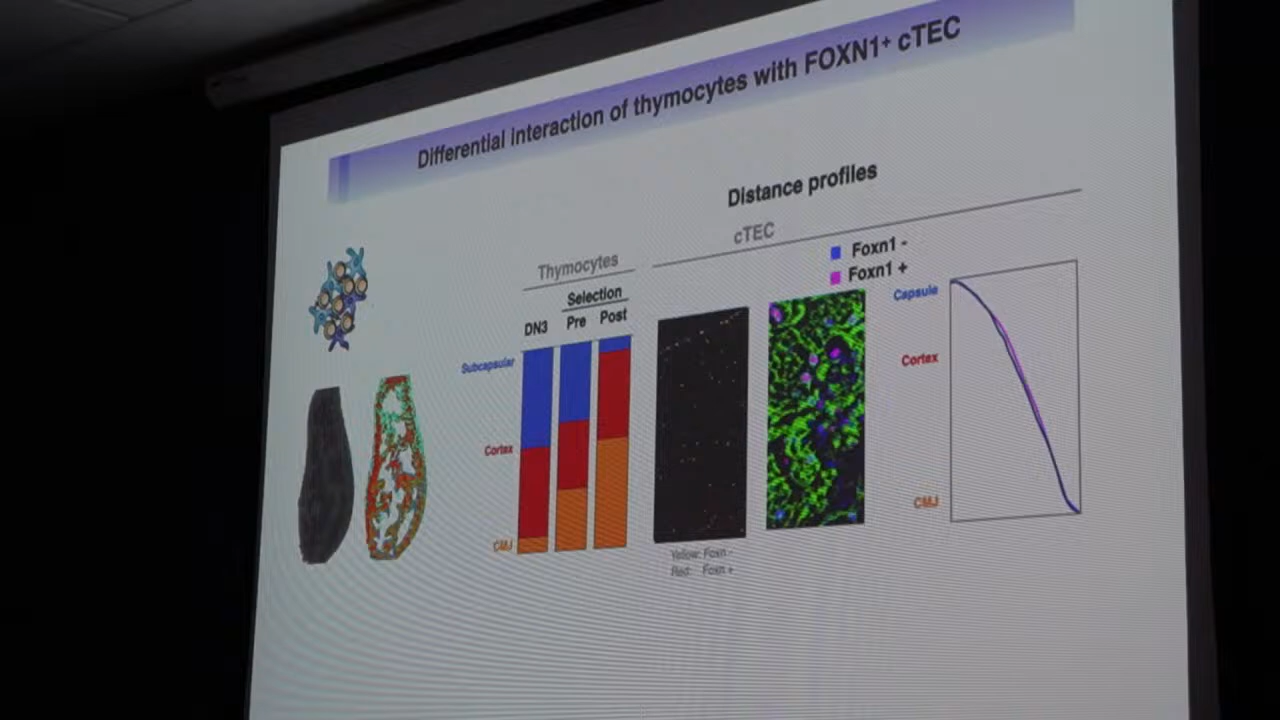 Differential interaction of thymocytes with FOXN1⁺ cTEC
Distance profiles
cTEC
Thymocytes
Selection
DN3 Pre Post
Foxn1 -
Foxn1 +
Subcapsular
Cortex
CMJ
Capsule
Cortex
CMJ
Yellow: Foxn -
Red: Foxn +